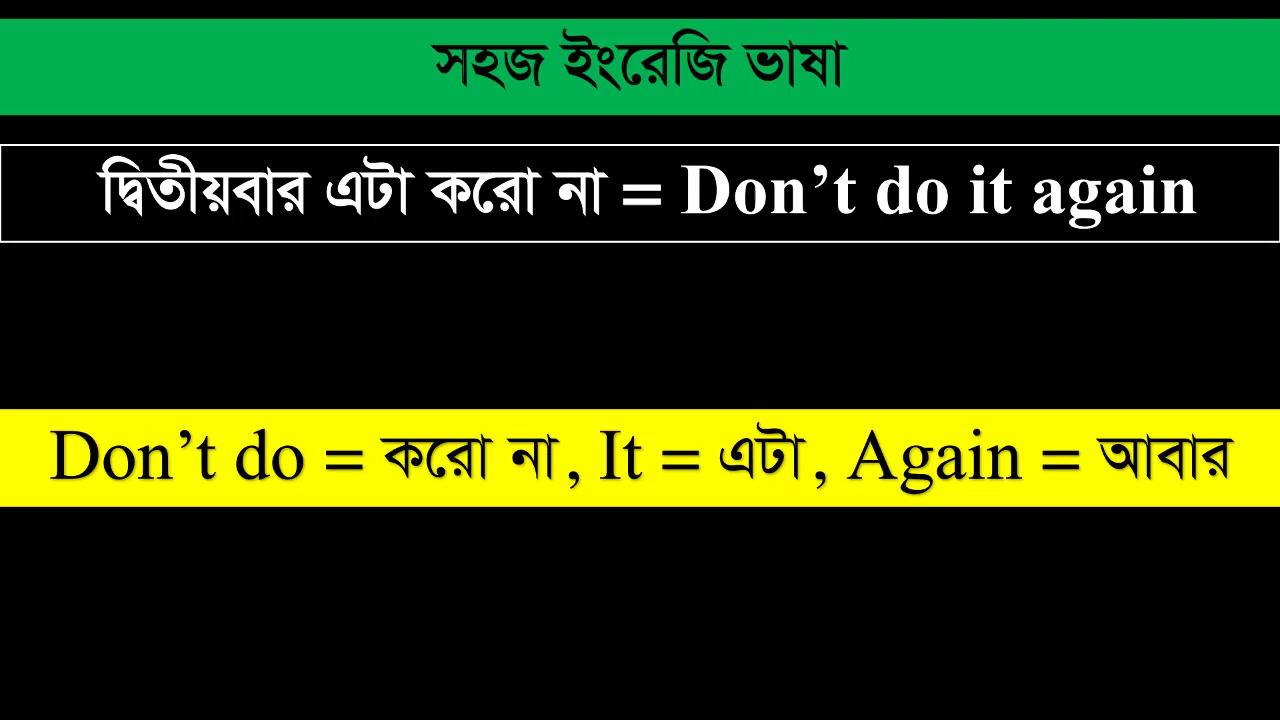 সহজ ইংরেজি ভাষা
দ্বিতীয়বার এটা করো না = Don’t do it again
Don’t do = করো না, It = এটা, Again = আবার